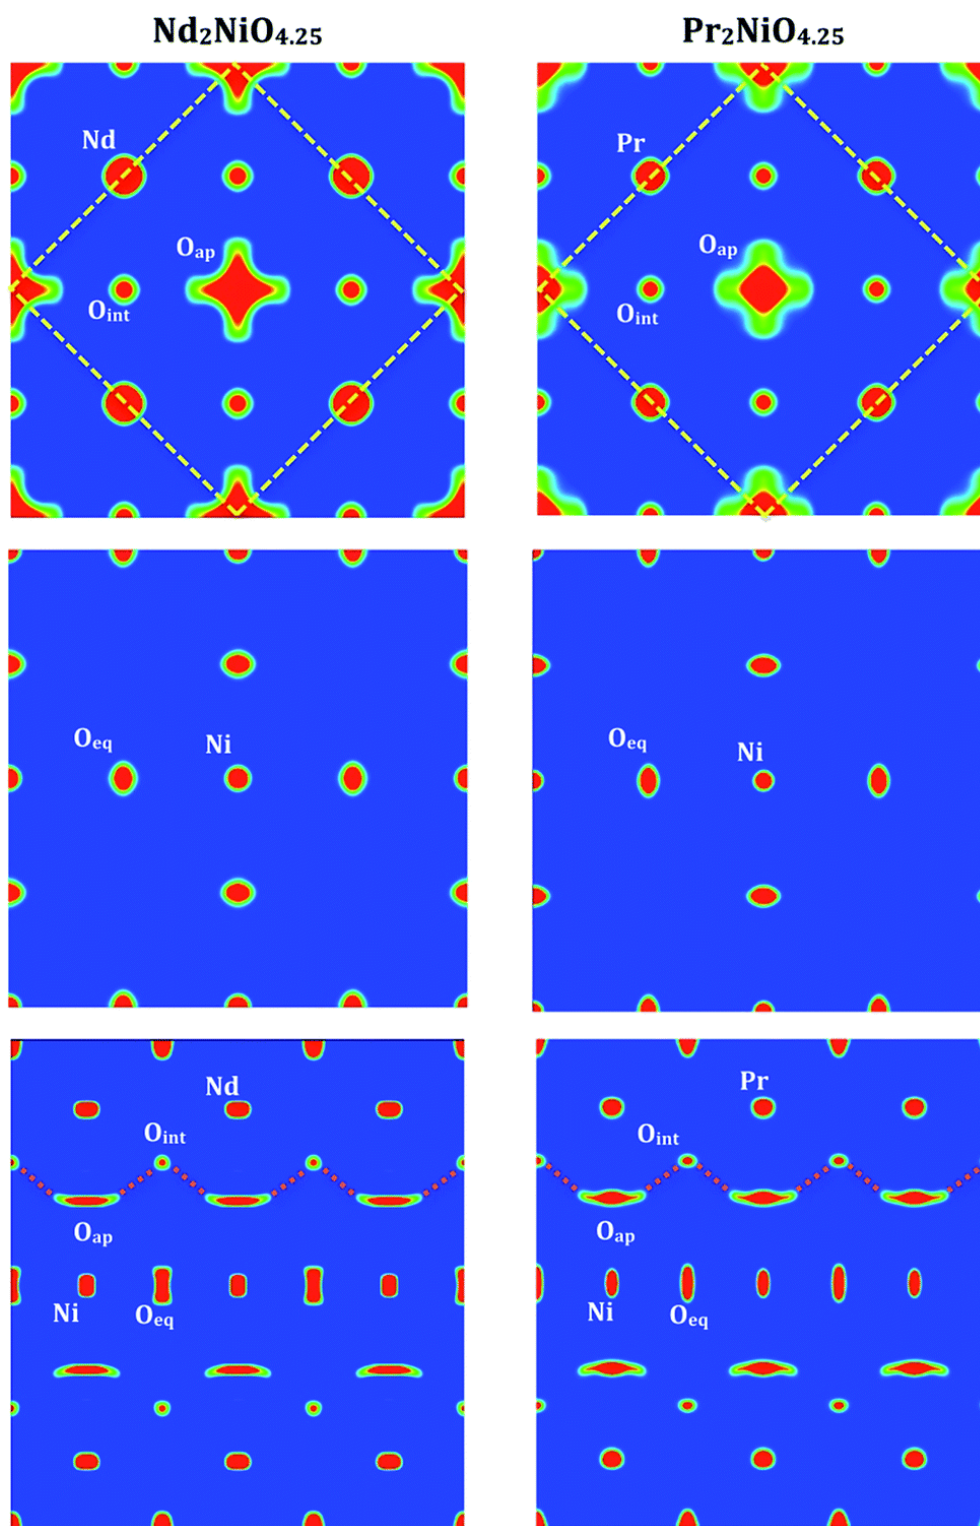 Nd₂NiO₄.₂₅ Pr₂NiO₄.₂₅
Nd Pr
Oap Oap
Oint Oint
Oeq Ni Oeq Ni
Nd Pr
Oint Oint
Oap Oap
Ni Oeq Ni Oeq